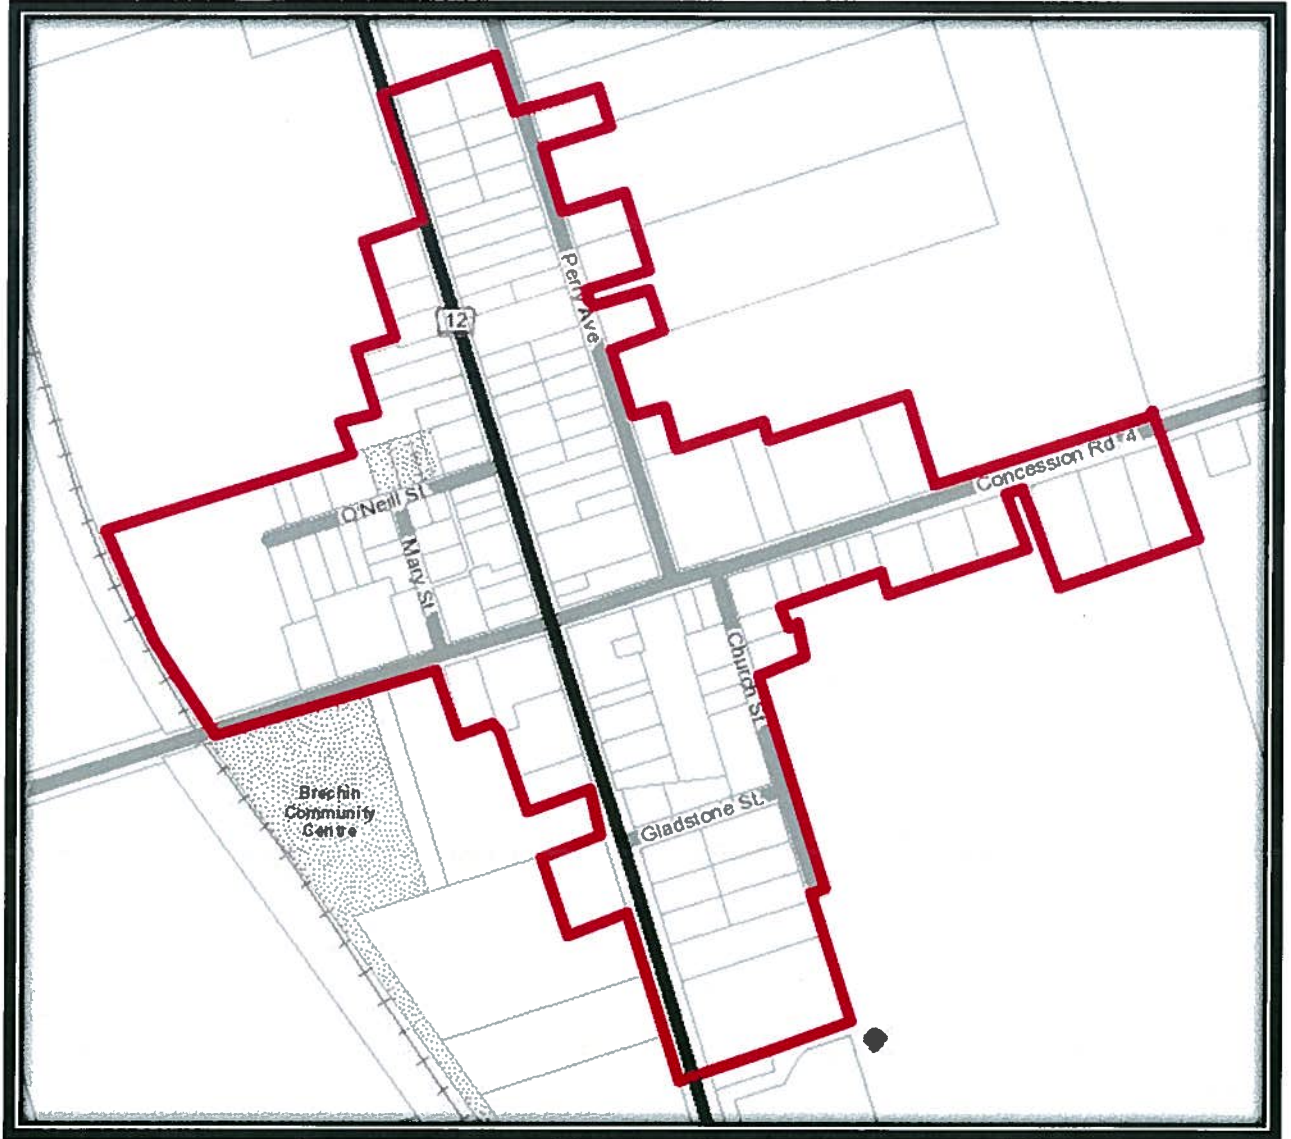 Perry Ave
12
Concession Rd 4
O'Neill St.
Mary St.
Church St.
Gladstone St.
Brechin
Community
Centre